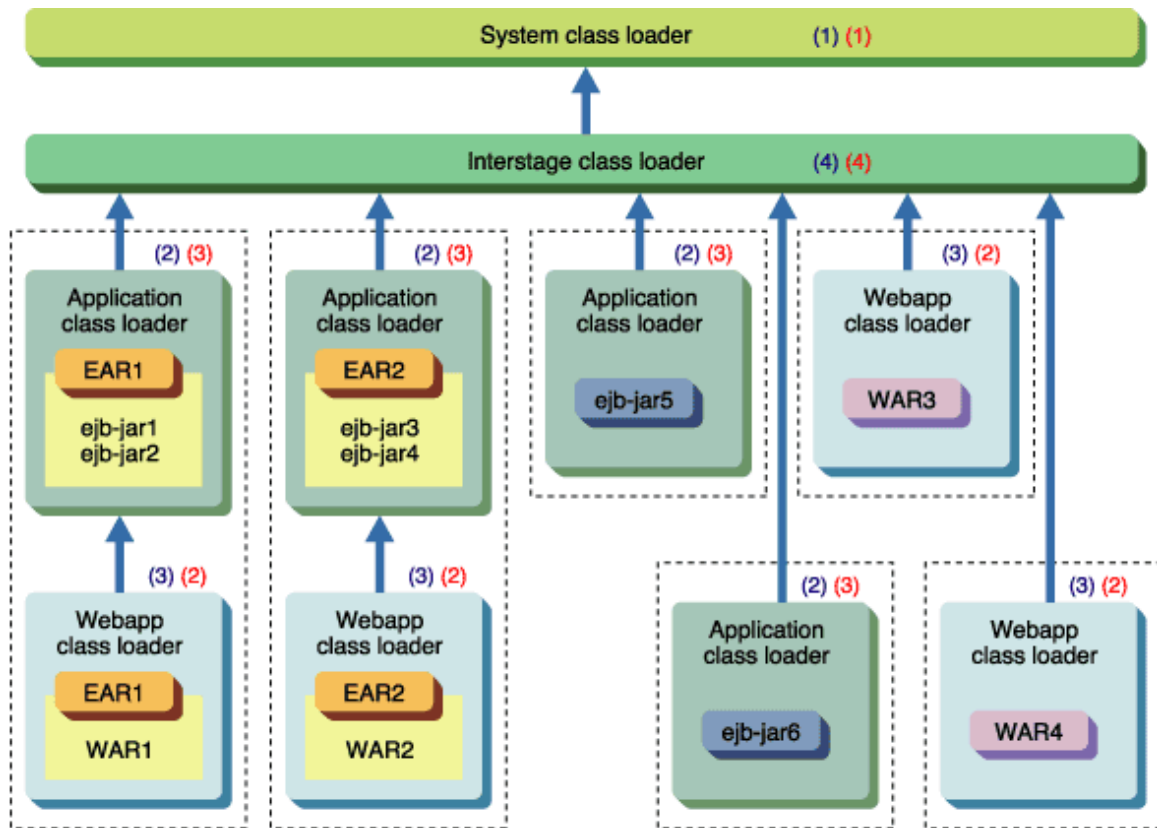 System class loader (1) (1)
Interstage class loader (4) (4)
(2) (3)
Application
class loader
EAR1
ejb-jar1
ejb-jar2
(3) (2)
Webapp
class loader
EAR1
WAR1
(2) (3)
Application
class loader
EAR2
ejb-jar3
ejb-jar4
(3) (2)
Webapp
class loader
EAR2
WAR2
(2) (3)
Application
class loader
ejb-jar5
(3) (2)
Webapp
class loader
WAR3
(2) (3)
Application
class loader
ejb-jar6
(3) (2)
Webapp
class loader
WAR4